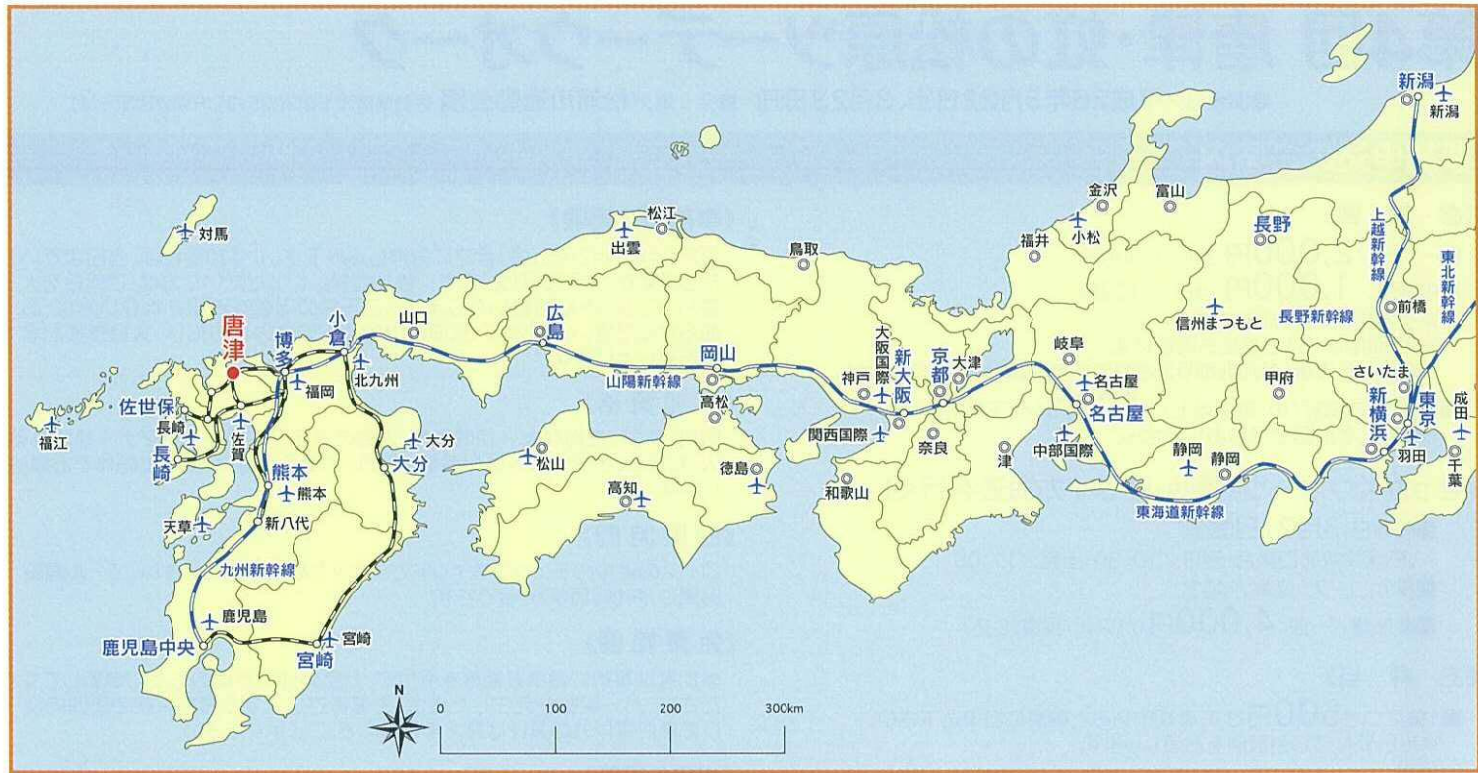 新潟
新潟
金沢
富山
小松
福井
長野
上越新幹線
東北新幹線
対馬
松江
出雲
鳥取
信州まつもと
長野新幹線
前橋
唐津
博多
小倉
山口
広島
北九州
福岡
山陽新幹線
岡山
高松
神戸
大阪国際
新大阪
京都
大津
岐阜
名古屋
名古屋
甲府
さいたま
新横浜
東京
成田
羽田
千葉
佐世保
長崎
長崎
佐賀
福江
大分
大分
松山
高知
徳島
関西国際
奈良
和歌山
津
中部国際
静岡
静岡
東海道新幹線
熊本
熊本
天草
新八代
九州新幹線
鹿児島
鹿児島中央
宮崎
宮崎
N
0 100 200 300km